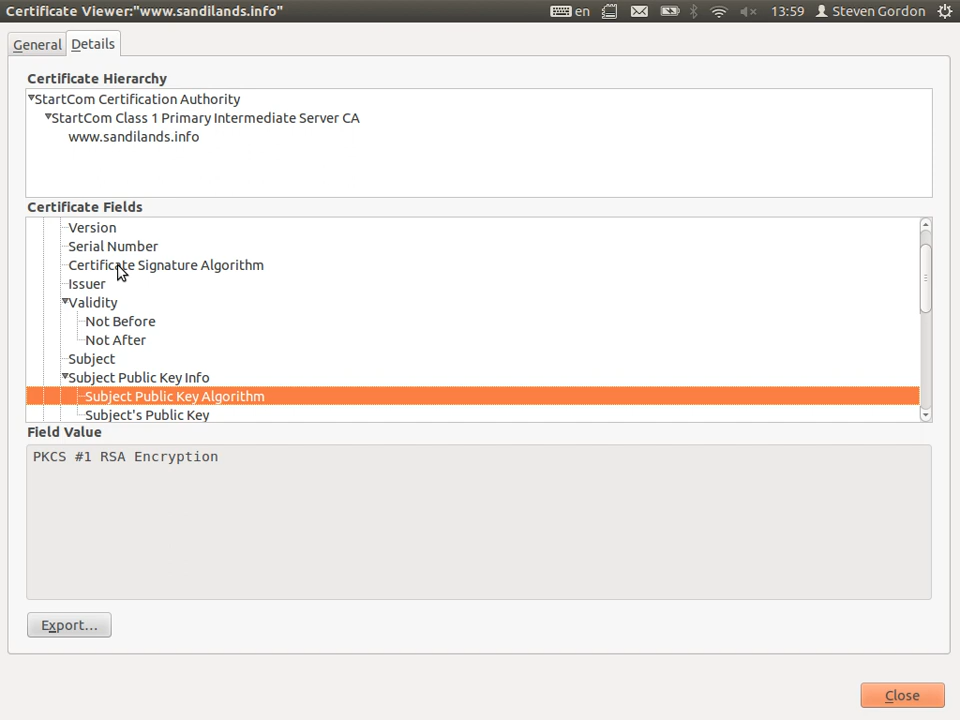 Certificate Viewer:"www.sandilands.info"
en
13:59
Steven Gordon
General
Details
Certificate Hierarchy
StartCom Certification Authority
StartCom Class 1 Primary Intermediate Server CA
www.sandilands.info
Certificate Fields
Version
Serial Number
Certificate Signature Algorithm
Issuer
Validity
Not Before
Not After
Subject
Subject Public Key Info
Subject Public Key Algorithm
Subject's Public Key
Field Value
PKCS #1 RSA Encryption
Export...
Close